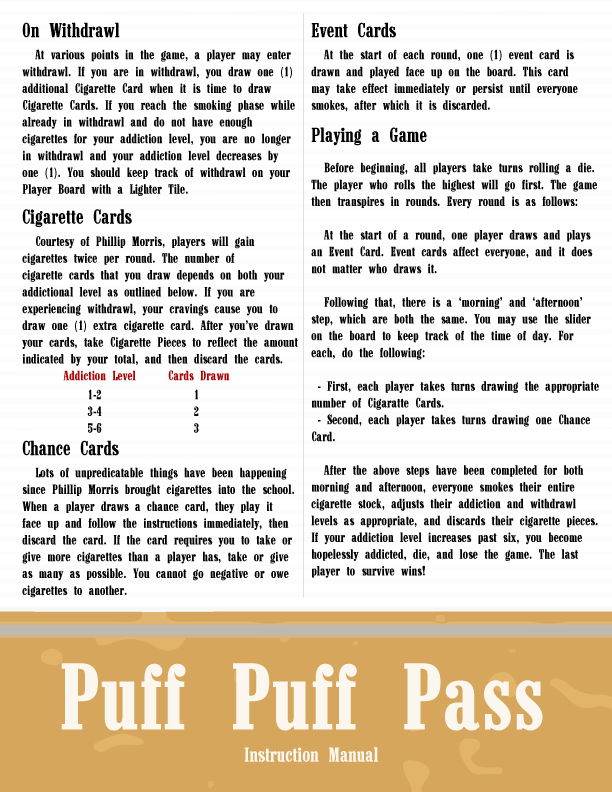 On Withdrawl
At various points in the game, a player may enter
withdrawl. If you are in withdrawl, you draw one (1)
additional Cigarette Card when it is time to draw
Cigarette Cards. If you reach the smoking phase while
already in withdrawl and do not have enough
cigarettes for your addiction level, you are no longer
in withdrawl and your addiction level decreases by
one (1). You should keep track of withdrawl on your
Player Board with a Lighter Tile.
Cigarette Cards
Courtesy of Phillip Morris, players will gain
cigarettes twice per round. The number of
cigarette cards that you draw depends on both your
addictional level as outlined below. If you are
experiencing withdrawl, your cravings cause you to
draw one (1) extra cigarette card. After you've drawn
your cards, take Cigarette Pieces to reflect the amount
indicated by your total, and then discard the cards.
Addiction Level Cards Drawn
1-2 1
3-4 2
5-6 3
Chance Cards
Lots of unpredicatable things have been happening
since Phillip Morris brought cigarettes into the school.
When a player draws a chance card, they play it
face up and follow the instructions immediately, then
discard the card. If the card requires you to take or
give more cigarettes than a player has, take or give
as many as possible. You cannot go negative or owe
cigarettes to another.
Event Cards
At the start of each round, one (1) event card is
drawn and played face up on the board. This card
may take effect immediately or persist until everyone
smokes, after which it is discarded.
Playing a Game
Before beginning, all players take turns rolling a die.
The player who rolls the highest will go first. The game
then transpires in rounds. Every round is as follows:
At the start of a round, one player draws and plays
an Event Card. Event cards affect everyone, and it does
not matter who draws it.
Following that, there is a 'morning' and 'afternoon'
step, which are both the same. You may use the slider
on the board to keep track of the time of day. For
each, do the following:
- First, each player takes turns drawing the appropriate
number of Cigaratte Cards.
- Second, each player takes turns drawing one Chance
Card.
After the above steps have been completed for both
morning and afternoon, everyone smokes their entire
cigarette stock, adjusts their addiction and withdrawl
levels as appropriate, and discards their cigarette pieces.
If your addiction level increases past six, you become
hopelessly addicted, die, and lose the game. The last
player to survive wins!
Puff Puff Pass
Instruction Manual